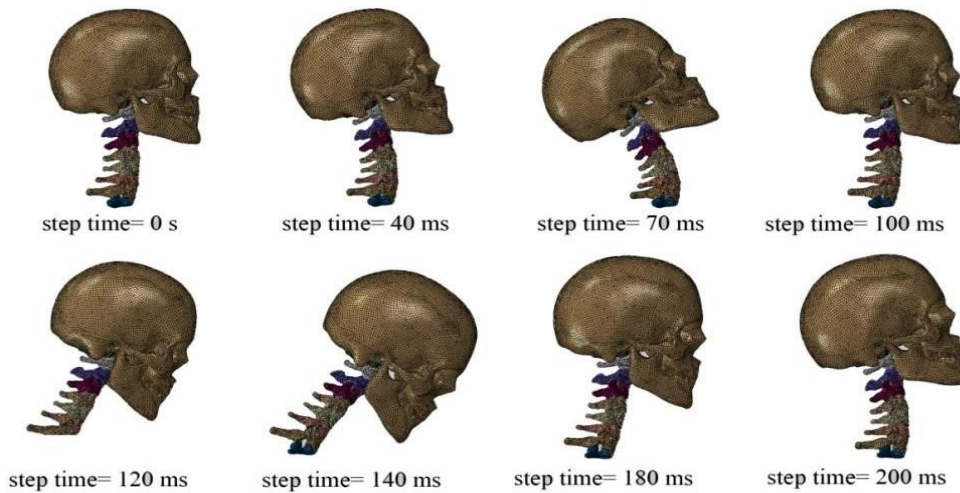 step time= 0 s
step time= 40 ms
step time= 70 ms
step time= 100 ms
step time= 120 ms
step time= 140 ms
step time= 180 ms
step time= 200 ms